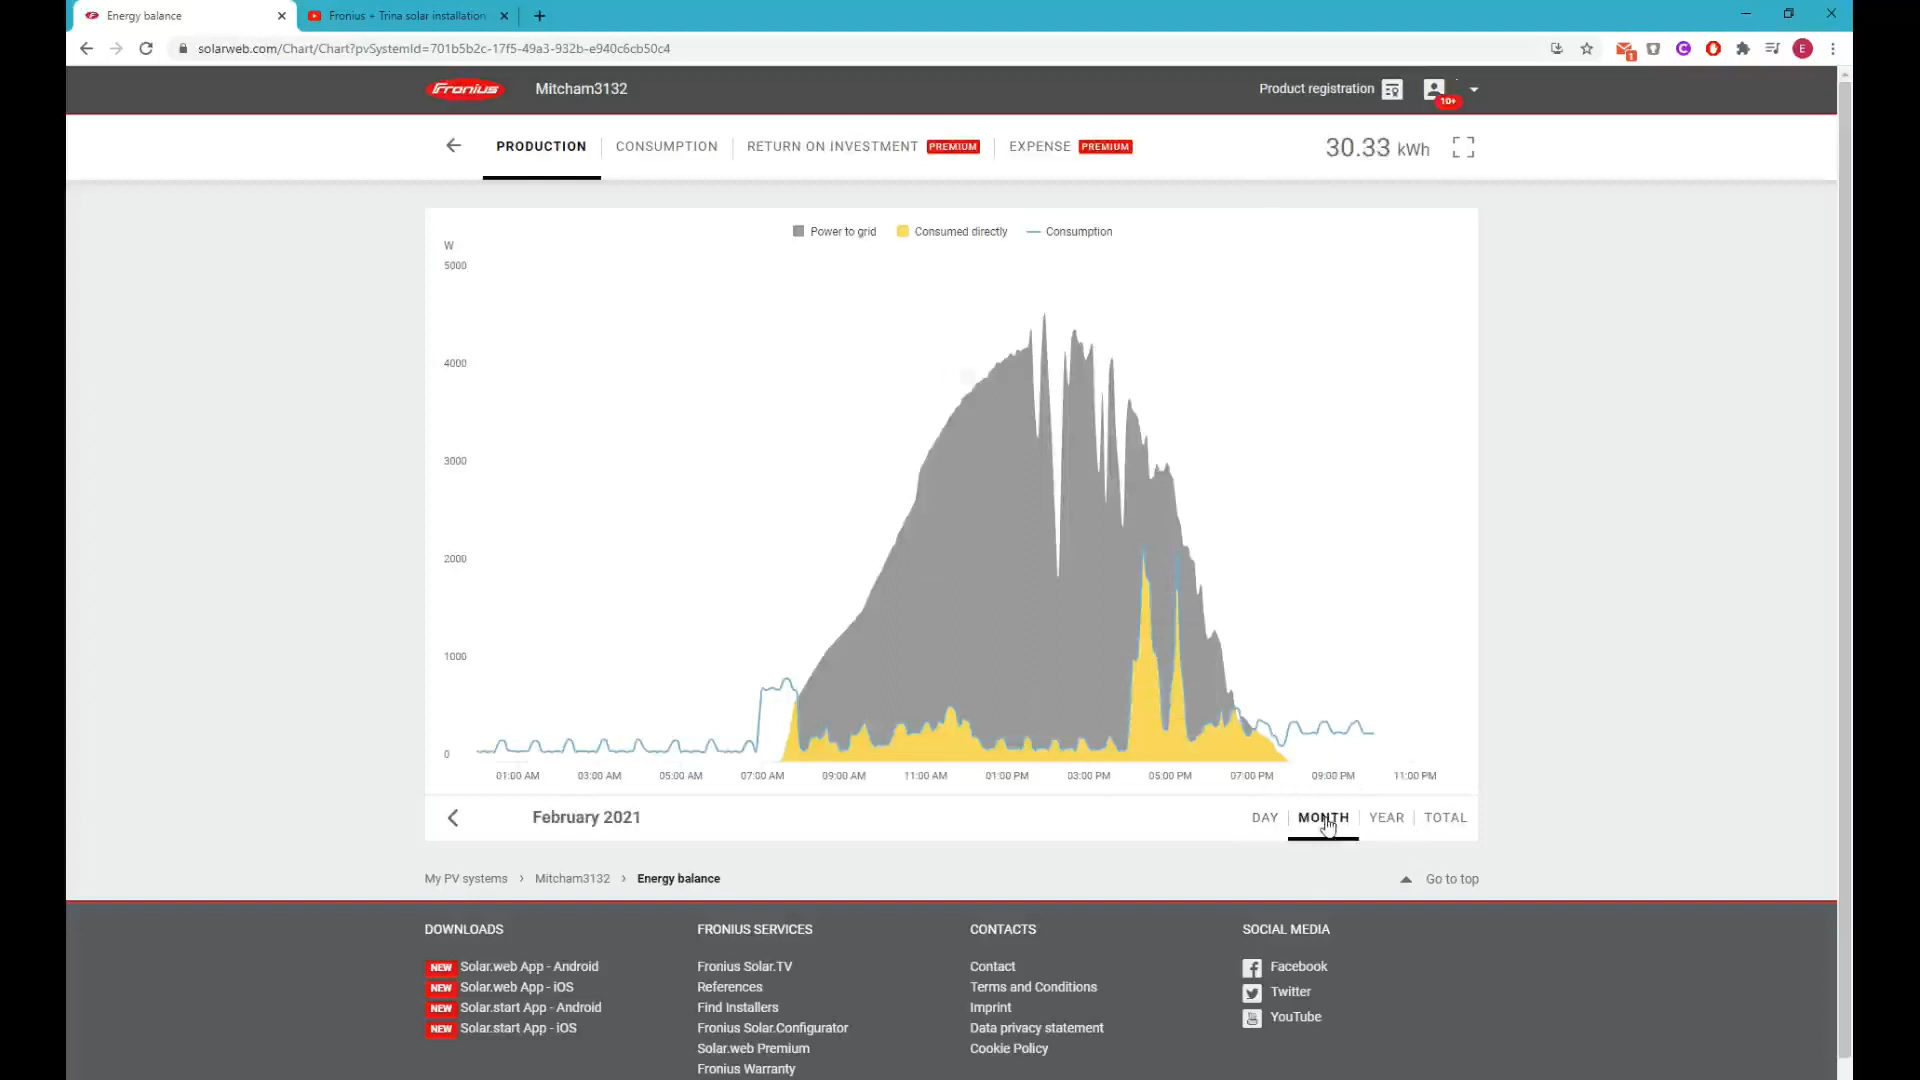 Energy balance
Fronius + Trina solar installation
solarweb.com/Chart/Chart?pvSystemId=701b5b2c-17f5-49a3-932b-e940c6cb50c4
1
E
Fronius
Mitcham3132
Product registration
10+
PRODUCTION
CONSUMPTION
RETURN ON INVESTMENT PREMIUM
EXPENSE PREMIUM
30.33 kWh
Power to grid
Consumed directly
Consumption
W
5000
4000
3000
2000
1000
0
01:00 AM 03:00 AM 05:00 AM 07:00 AM 09:00 AM 11:00 AM 01:00 PM 03:00 PM 05:00 PM 07:00 PM 09:00 PM 11:00 PM
February 2021
DAY MONTH YEAR TOTAL
My PV systems › Mitcham3132 › Energy balance
Go to top
DOWNLOADS
NEW Solar.web App - Android
NEW Solar.web App - iOS
NEW Solar.start App - Android
NEW Solar.start App - iOS
FRONIUS SERVICES
Fronius Solar.TV
References
Find Installers
Fronius Solar.Configurator
Solar.web Premium
Fronius Warranty
CONTACTS
Contact
Terms and Conditions
Imprint
Data privacy statement
Cookie Policy
SOCIAL MEDIA
Facebook
Twitter
YouTube